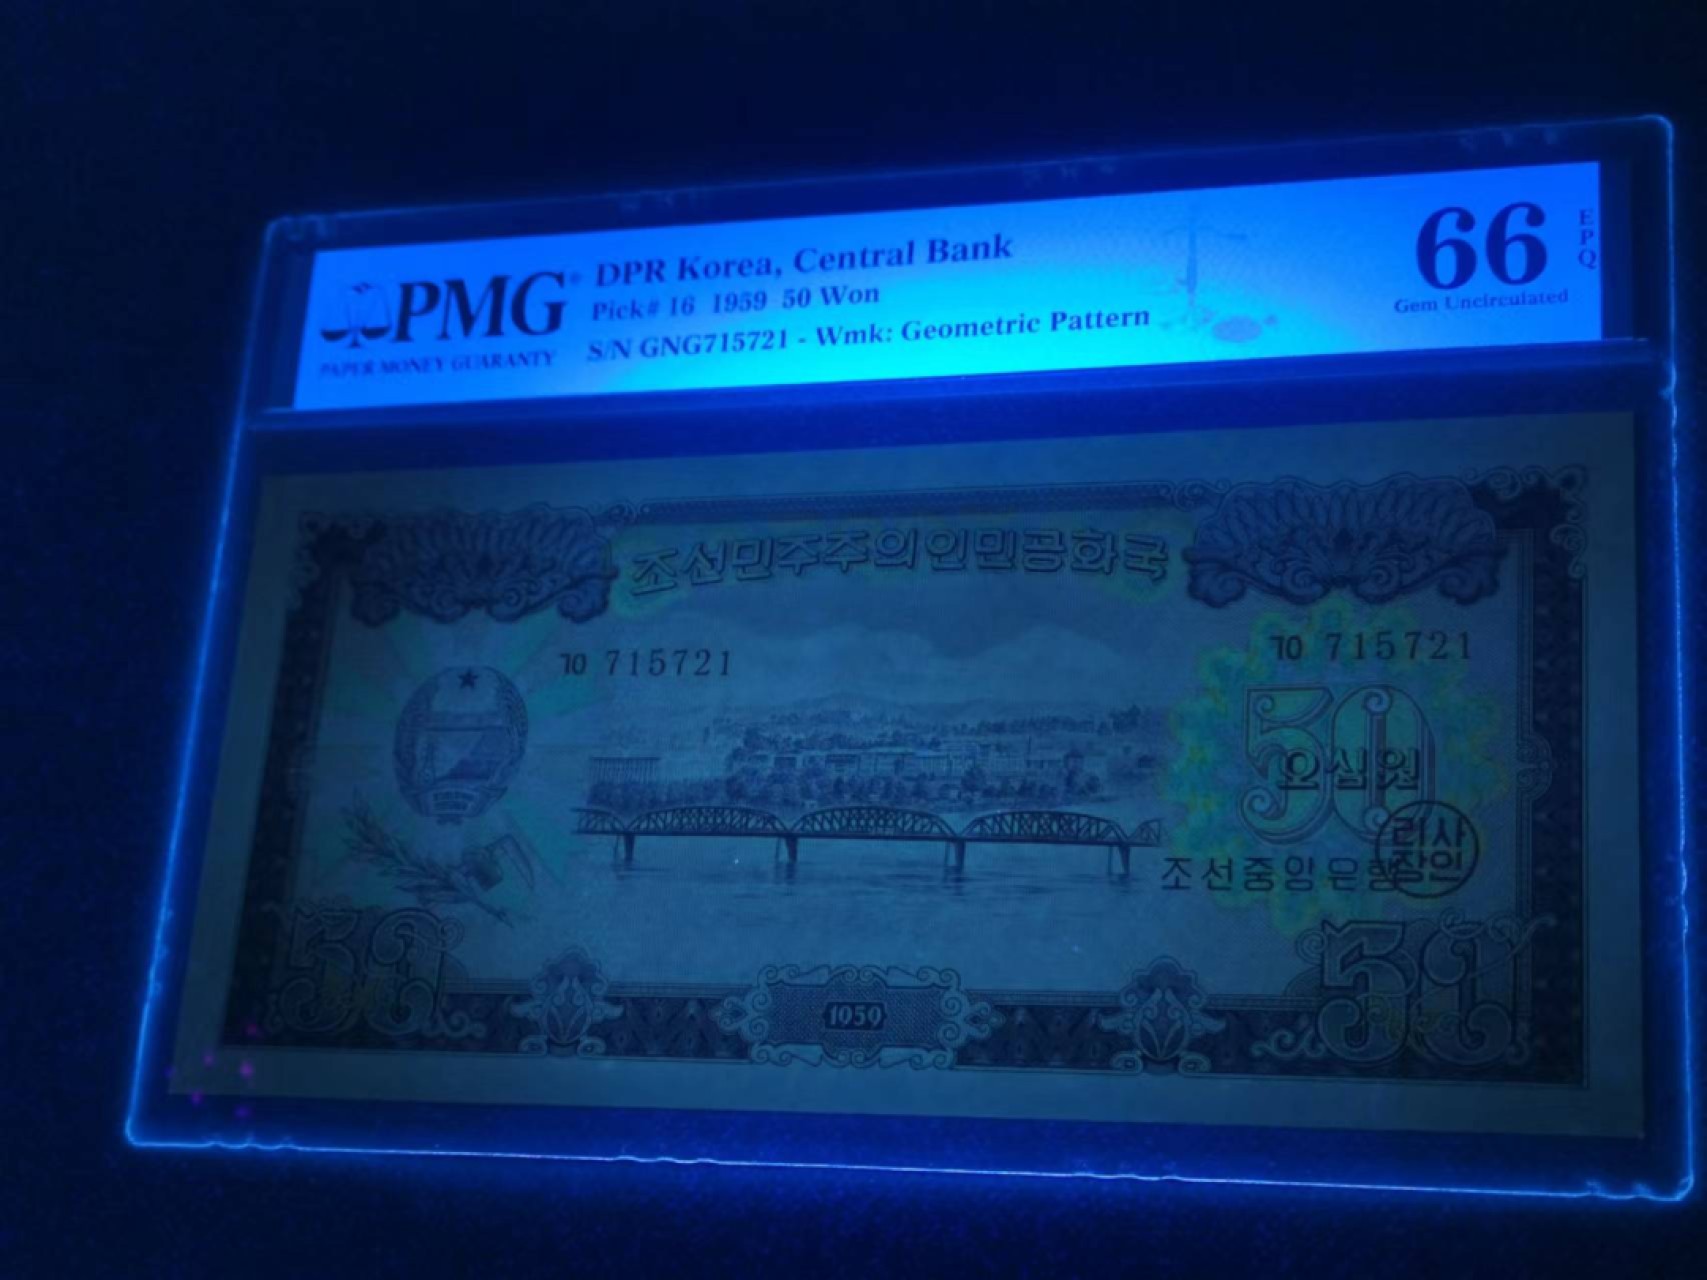 PMG
PAPER MONEY GUARANTY
DPR Korea, Central Bank
Pick# 16 1959 50 Won
S/N GNG715721 - Wmk: Geometric Pattern
66
EPQ
Gem Uncirculated
조선민주주의인민공화국
ㄱㅇ 715721
ㄱㅇ 715721
50
오십원
조선중앙은행
리사
장인
50
50
1959